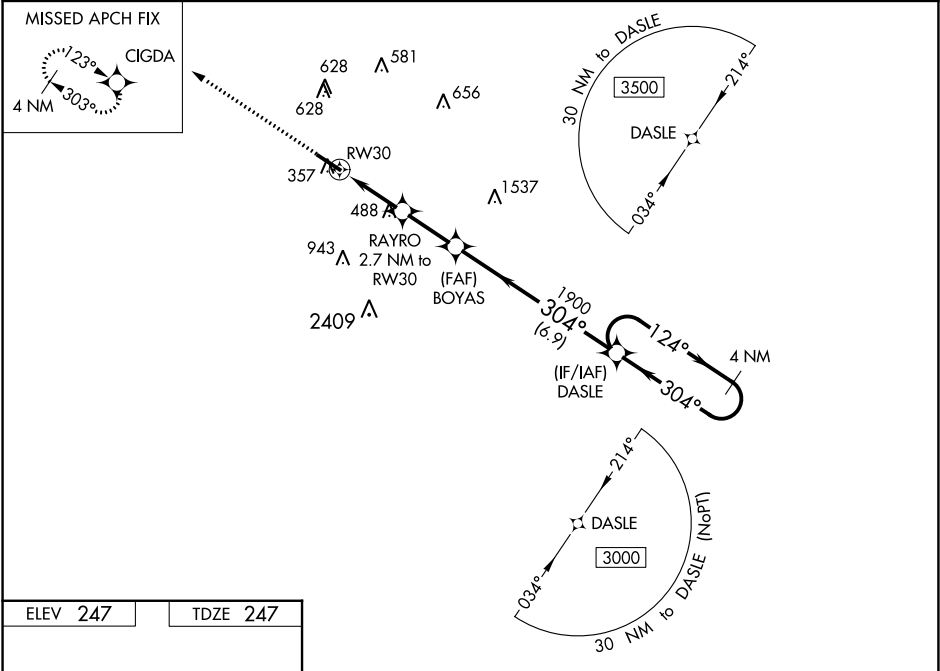 MISSED APCH FIX
CIGDA
123°
303°
4 NM
628
628
581
656
30 NM to DASLE
3500
214°
DASLE
034°
RW30
357
1537
488
RAYRO
2.7 NM to
RW30
943
(FAF)
BOYAS
2409
1900
304°
(6.9)
124°
4 NM
(IF/IAF)
DASLE
304°
214°
DASLE
3000
034°
30 NM to DASLE (NoPT)
ELEV 247
TDZE 247